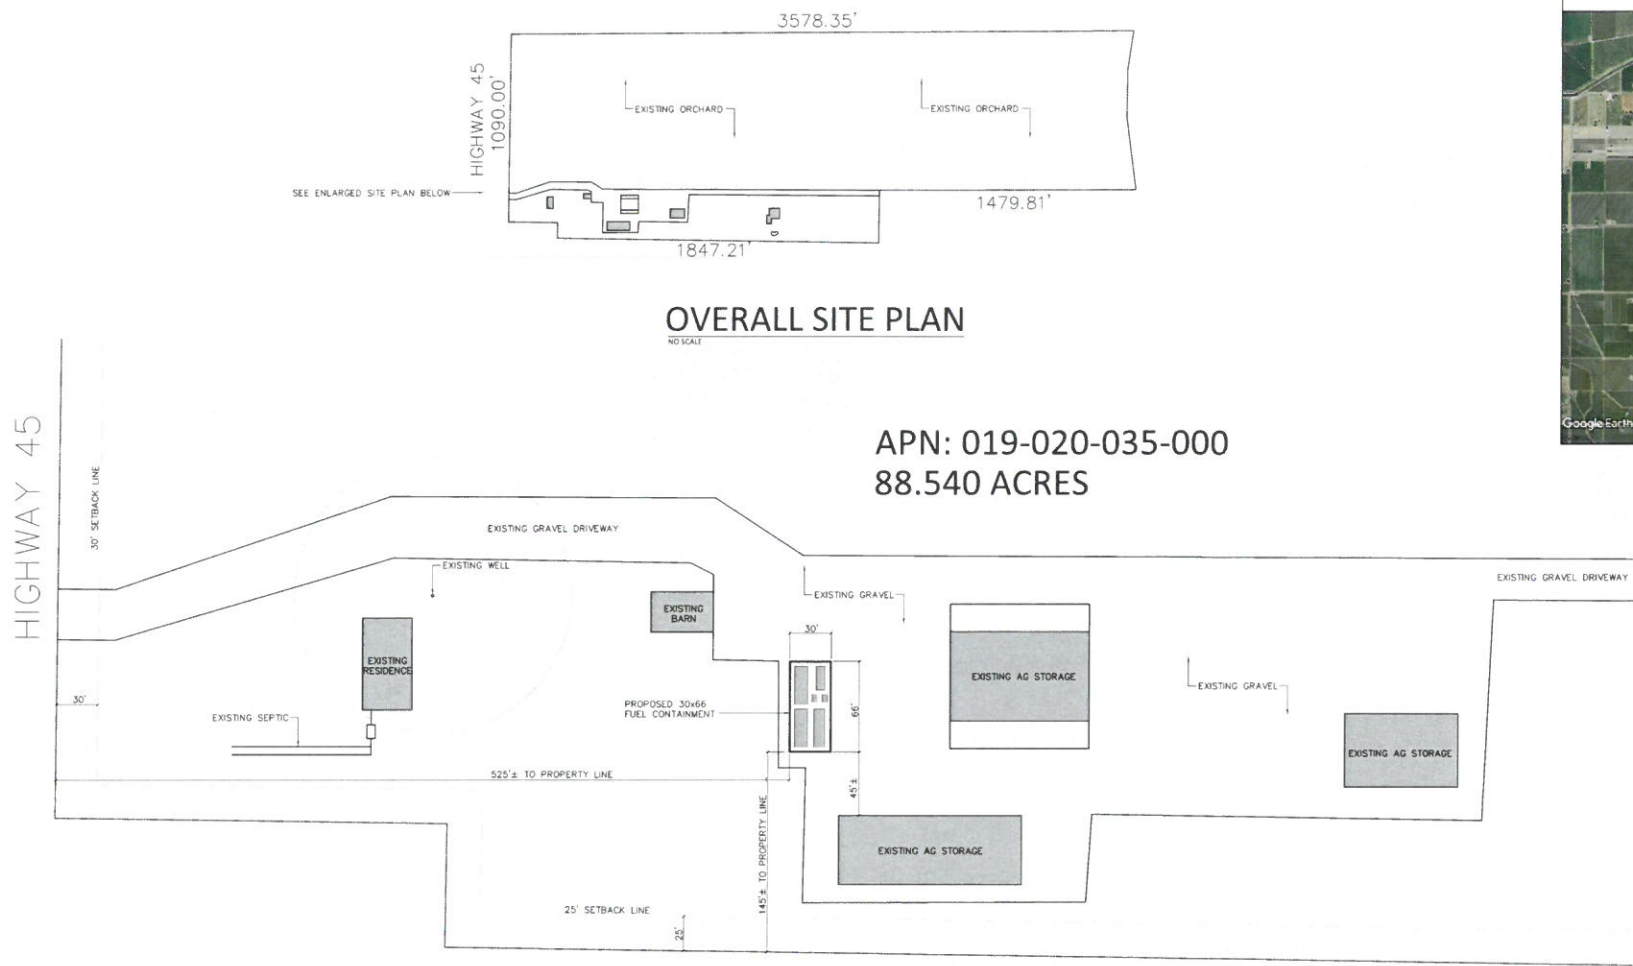 3578.35'
HIGHWAY 45
1090.00'
EXISTING ORCHARD
EXISTING ORCHARD
SEE ENLARGED SITE PLAN BELOW
1479.81'
1847.21'
OVERALL SITE PLAN
NO SCALE
Google Earth
APN: 019-020-035-000
88.540 ACRES
HIGHWAY 45
30' SETBACK LINE
EXISTING GRAVEL DRIVEWAY
EXISTING WELL
EXISTING GRAVEL DRIVEWAY
EXISTING GRAVEL
EXISTING
BARN
30'
EXISTING
RESIDENCE
EXISTING AG STORAGE
EXISTING GRAVEL
30'
PROPOSED 30x66
FUEL CONTAINMENT
66'
EXISTING SEPTIC
EXISTING AG STORAGE
525'± TO PROPERTY LINE
45'±
145'± TO PROPERTY LINE
EXISTING AG STORAGE
25' SETBACK LINE
25'